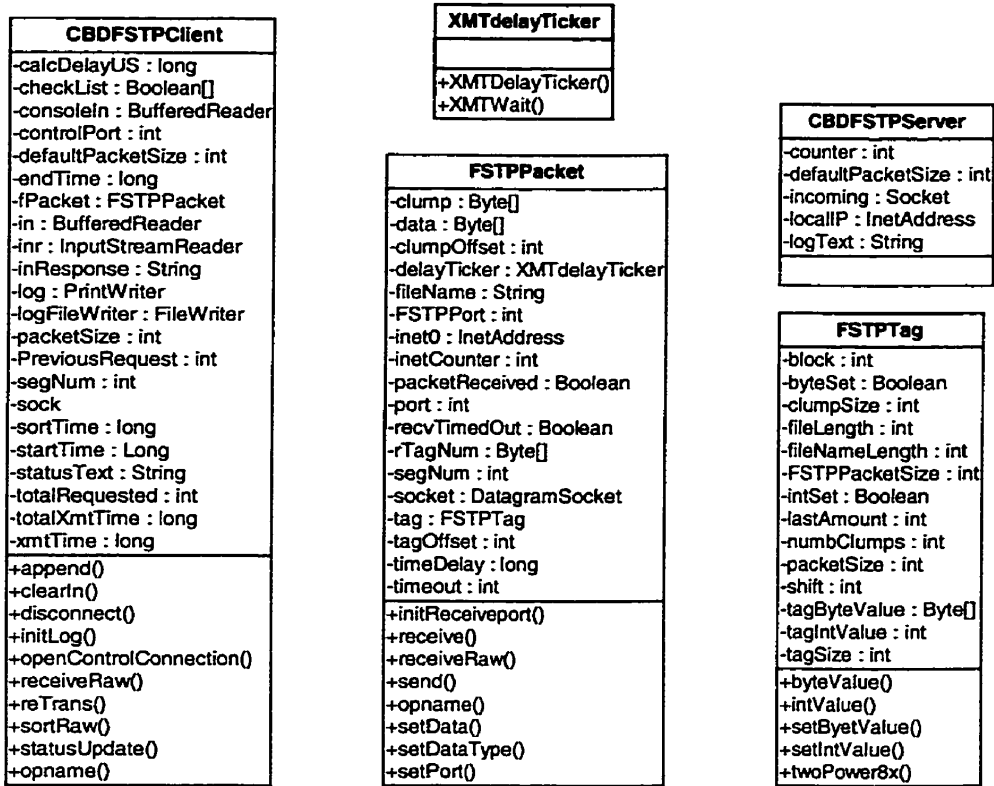 CBDFSTPClient
-calcDelayUS : long
-checkList : Boolean[]
-consoleIn : BufferedReader
-controlPort : int
-defaultPacketSize : int
-endTime : long
-fPacket : FSTPPacket
-in : BufferedReader
-inr : InputStreamReader
-inResponse : String
-log : PrintWriter
-logFileWriter : FileWriter
-packetSize : int
-PreviousRequest : int
-segNum : int
-sock
-sortTime : long
-startTime : Long
-statusText : String
-totalRequested : int
-totalXmtTime : long
-xmtTime : long
+append()
+clearIn()
+disconnect()
+initLog()
+openControlConnection()
+receiveRaw()
+reTrans()
+sortRaw()
+statusUpdate()
+opname()
XMTdelayTicker
+XMTDelayTicker()
+XMTWait()
FSTPPacket
-clump : Byte[]
-data : Byte[]
-clumpOffset : int
-delayTicker : XMTdelayTicker
-fileName : String
-FSTPPort : int
-inet0 : InetAddress
-inetCounter : int
-packetReceived : Boolean
-port : int
-recvTimedOut : Boolean
-rTagNum : Byte[]
-segNum : int
-socket : DatagramSocket
-tag : FSTPTag
-tagOffset : int
-timeDelay : long
-timeout : int
+initReceiveport()
+receive()
+receiveRaw()
+send()
+opname()
+setData()
+setDataType()
+setPort()
CBDFSTPServer
-counter : int
-defaultPacketSize : int
-incoming : Socket
-localIP : InetAddress
-logText : String
FSTPTag
-block : int
-byteSet : Boolean
-clumpSize : int
-fileLength : int
-fileNameLength : int
-FSTPPacketSize : int
-intSet : Boolean
-lastAmount : int
-numbClumps : int
-packetSize : int
-shift : int
-tagByteValue : Byte[]
-tagIntValue : int
-tagSize : int
+byteValue()
+intValue()
+setByetValue()
+setIntValue()
+twoPower8x()